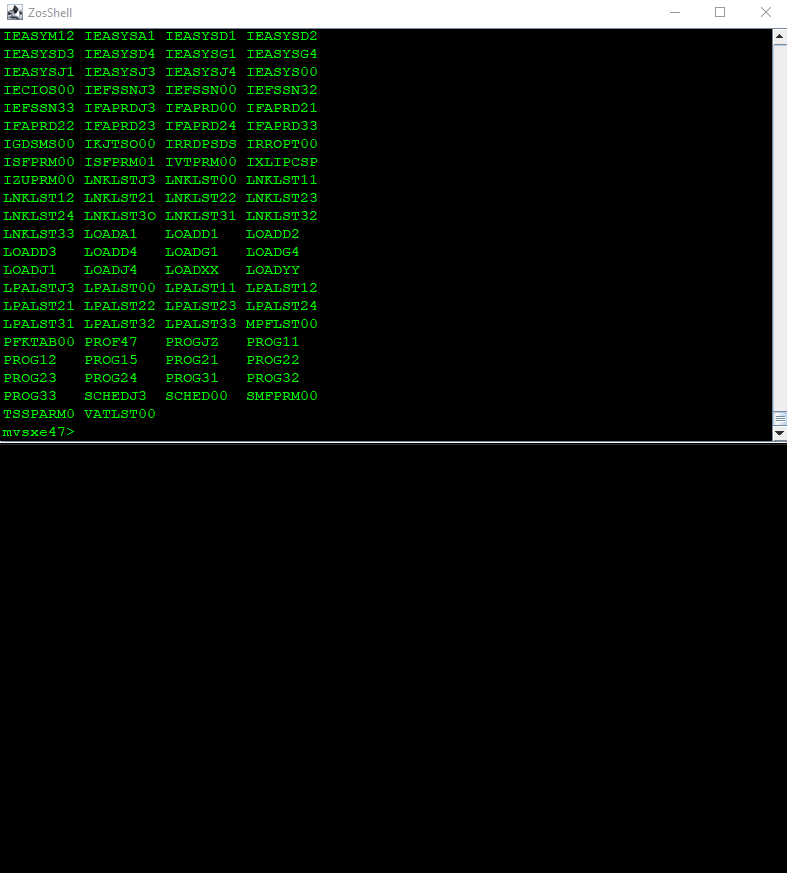 ZosShell
IEASYM12 IEASYSA1 IEASYSD1 IEASYSD2
IEASYSD3 IEASYSD4 IEASYSG1 IEASYSG4
IEASYSJ1 IEASYSJ3 IEASYSJ4 IEASYS00
IECIOS00 IEFSSNJ3 IEFSSN00 IEFSSN32
IEFSSN33 IFAPRDJ3 IFAPRD00 IFAPRD21
IFAPRD22 IFAPRD23 IFAPRD24 IFAPRD33
IGDSMS00 IKJTSO00 IRRDPSDS IRROPT00
ISFPRM00 ISFPRM01 IVTPRM00 IXLIPCSP
IZUPRM00 LNKLSTJ3 LNKLST00 LNKLST11
LNKLST12 LNKLST21 LNKLST22 LNKLST23
LNKLST24 LNKLST3O LNKLST31 LNKLST32
LNKLST33 LOADA1 LOADD1 LOADD2
LOADD3 LOADD4 LOADG1 LOADG4
LOADJ1 LOADJ4 LOADXX LOADYY
LPALSTJ3 LPALST00 LPALST11 LPALST12
LPALST21 LPALST22 LPALST23 LPALST24
LPALST31 LPALST32 LPALST33 MPFLST00
PFKTAB00 PROF47 PROGJZ PROG11
PROG12 PROG15 PROG21 PROG22
PROG23 PROG24 PROG31 PROG32
PROG33 SCHEDJ3 SCHED00 SMFPRM00
TSSPARM0 VATLST00
mvsxe47>